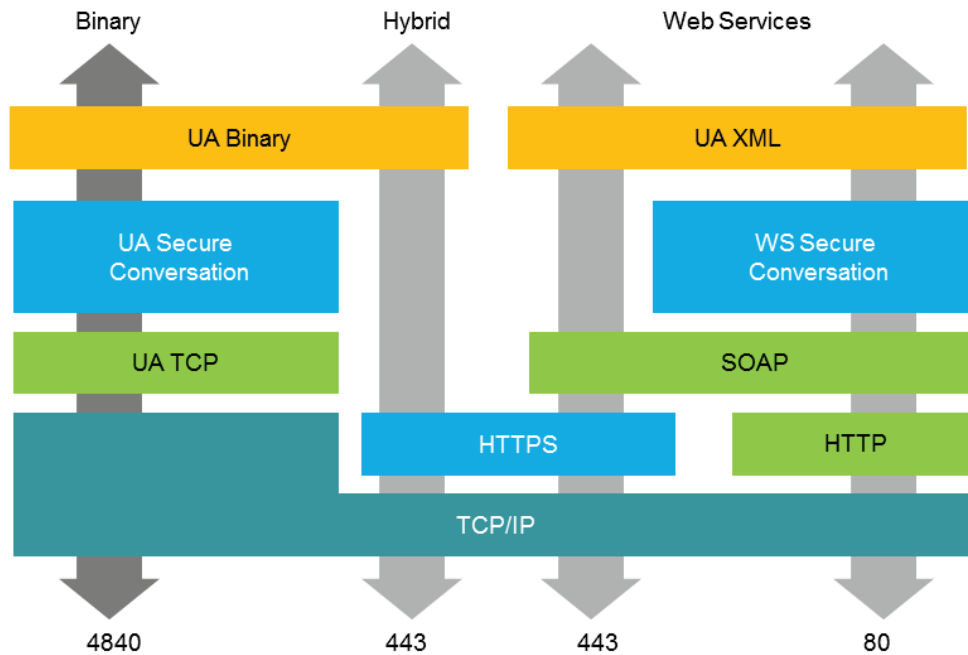 Binary
Hybrid
Web Services
UA Binary
UA XML
UA Secure
Conversation
WS Secure
Conversation
UA TCP
SOAP
HTTPS
HTTP
TCP/IP
4840
443
443
80